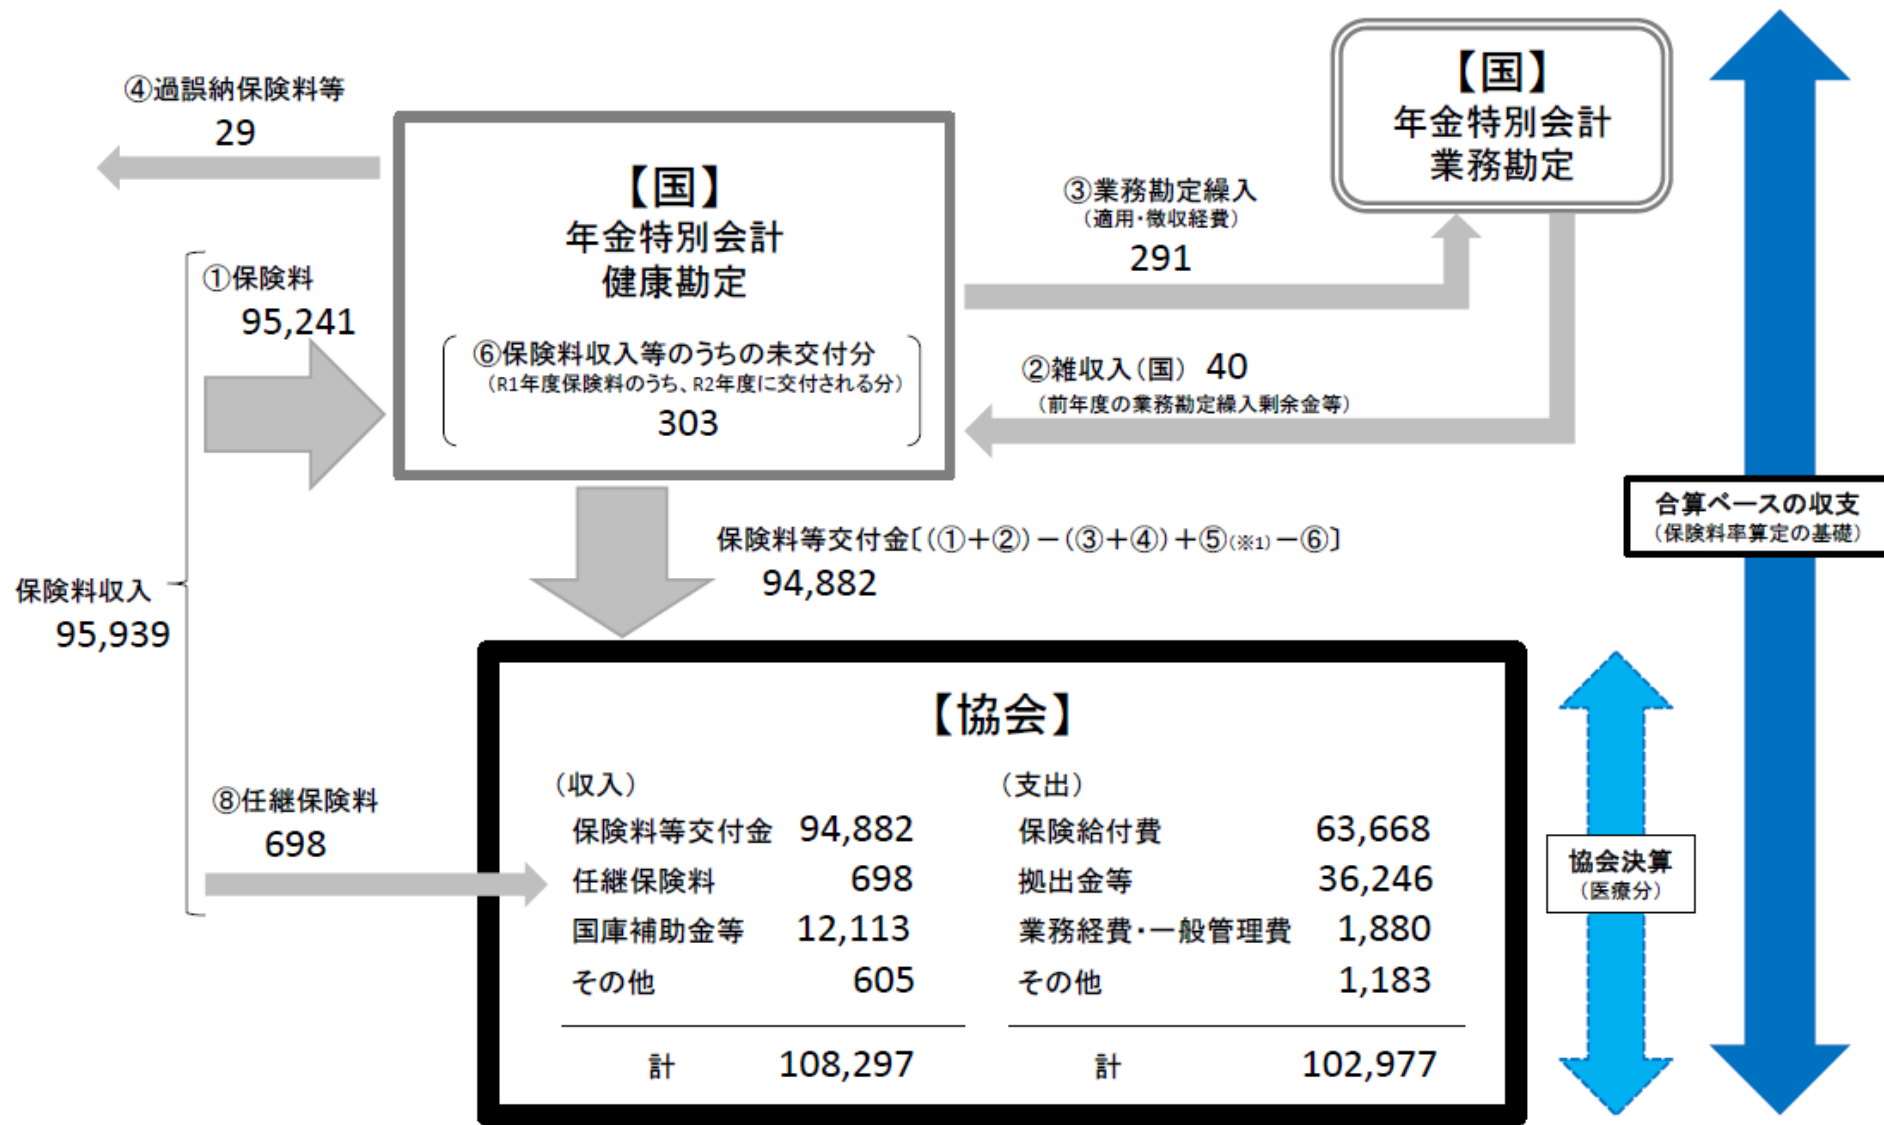 ④過誤納保険料等
29
【国】
年金特別会計
健康勘定
⑥保険料収入等のうちの未交付分
（R1年度保険料のうち、R2年度に交付される分）
303
【国】
年金特別会計
業務勘定
③業務勘定繰入
（適用・徴収経費）
291
②雑収入（国） 40
（前年度の業務勘定繰入剰余金等）
①保険料
95,241
保険料収入
95,939
保険料等交付金〔（①＋②）－（③＋④）＋⑤（※1）－⑥〕
94,882
合算ベースの収支
（保険料率算定の基礎）
⑧任継保険料
698
【協会】
（収入）
保険料等交付金 94,882
任継保険料 698
国庫補助金等 12,113
その他 605
計 108,297
（支出）
保険給付費 63,668
拠出金等 36,246
業務経費・一般管理費 1,880
その他 1,183
計 102,977
協会決算
（医療分）